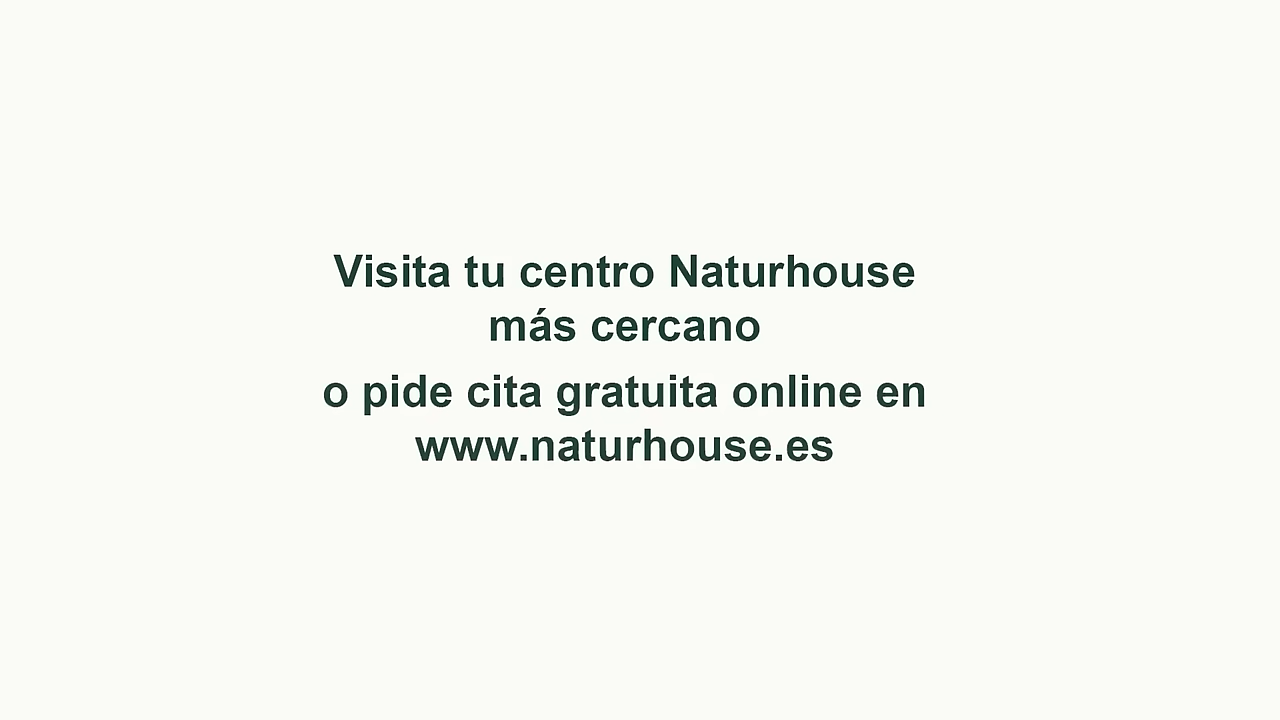 Visita tu centro Naturhouse
más cercano
o pide cita gratuita online en
www.naturhouse.es